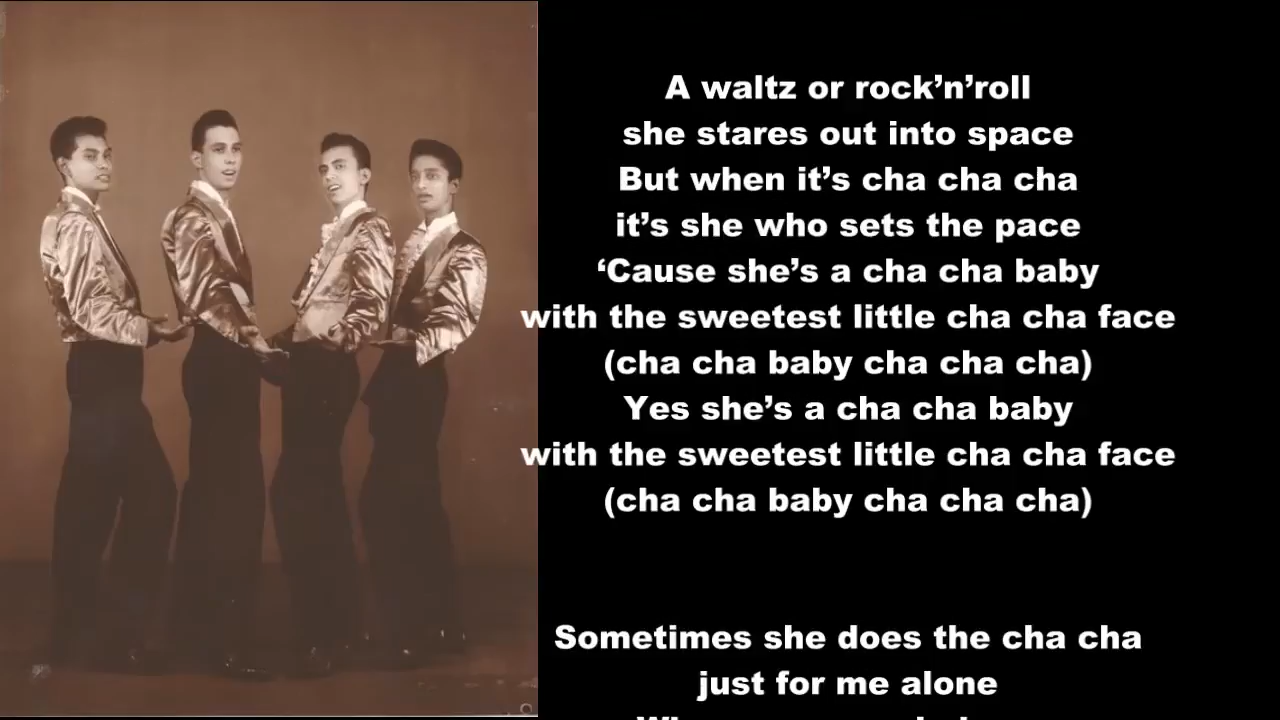 A waltz or rock’n’roll
she stares out into space
But when it’s cha cha cha
it’s she who sets the pace
‘Cause she’s a cha cha baby
with the sweetest little cha cha face
(cha cha baby cha cha cha)
Yes she’s a cha cha baby
with the sweetest little cha cha face
(cha cha baby cha cha cha)
Sometimes she does the cha cha
just for me alone